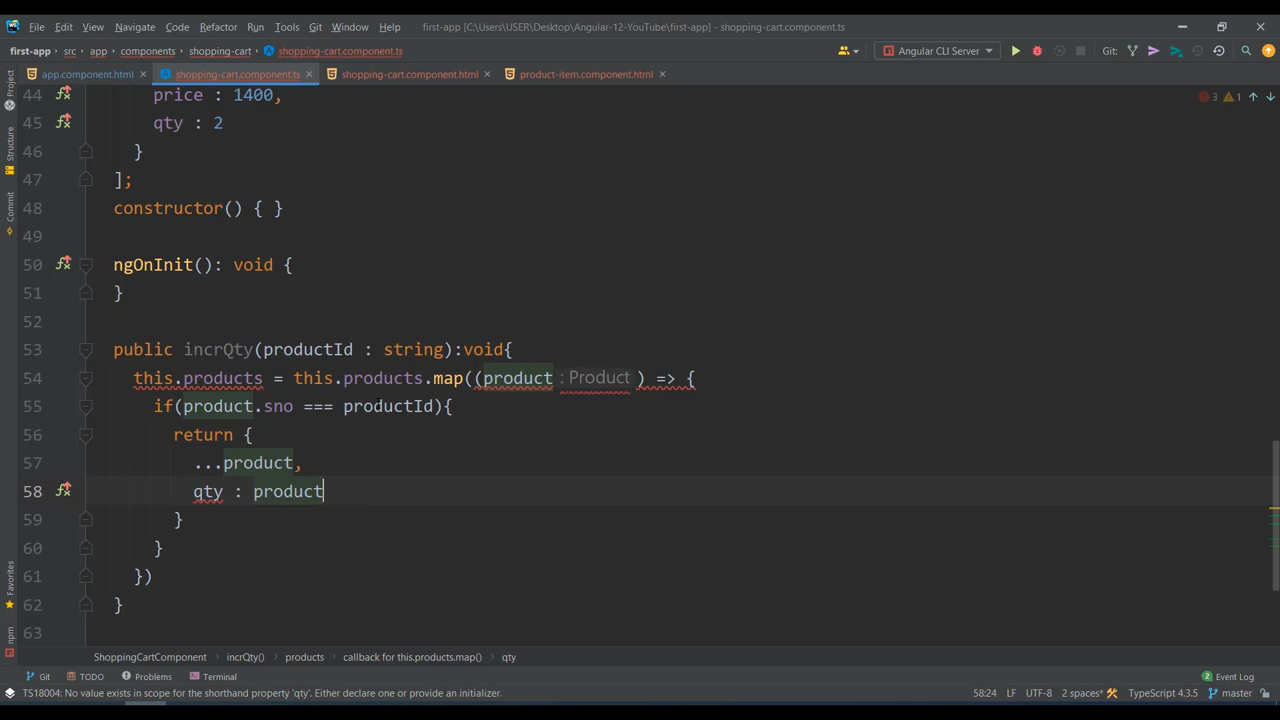 File Edit View Navigate Code Refactor Run Tools Git Window Help first-app [C:\Users\USER\Desktop\Angular-12-YouTube\first-app] - shopping-cart.component.ts
first-app src app components shopping-cart shopping-cart.component.ts Angular CLI Server Git:
app.component.html shopping-cart.component.ts shopping-cart.component.html product-item.component.html
Project
Structure
Commit
Favorites
npm
3 1
44 price : 1400,
45 qty : 2
46 }
47 ];
48 constructor() { }
49
50 ngOnInit(): void {
51 }
52
53 public incrQty(productId : string):void{
54 this.products = this.products.map((product : Product) => {
55 if(product.sno === productId){
56 return {
57 ...product,
58 qty : product
59 }
60 }
61 })
62 }
63
ShoppingCartComponent incrQty() products callback for this.products.map() qty
Git TODO Problems Terminal 2 Event Log
TS18004: No value exists in scope for the shorthand property 'qty'. Either declare one or provide an initializer. 58:24 LF UTF-8 2 spaces* TypeScript 4.3.5 master